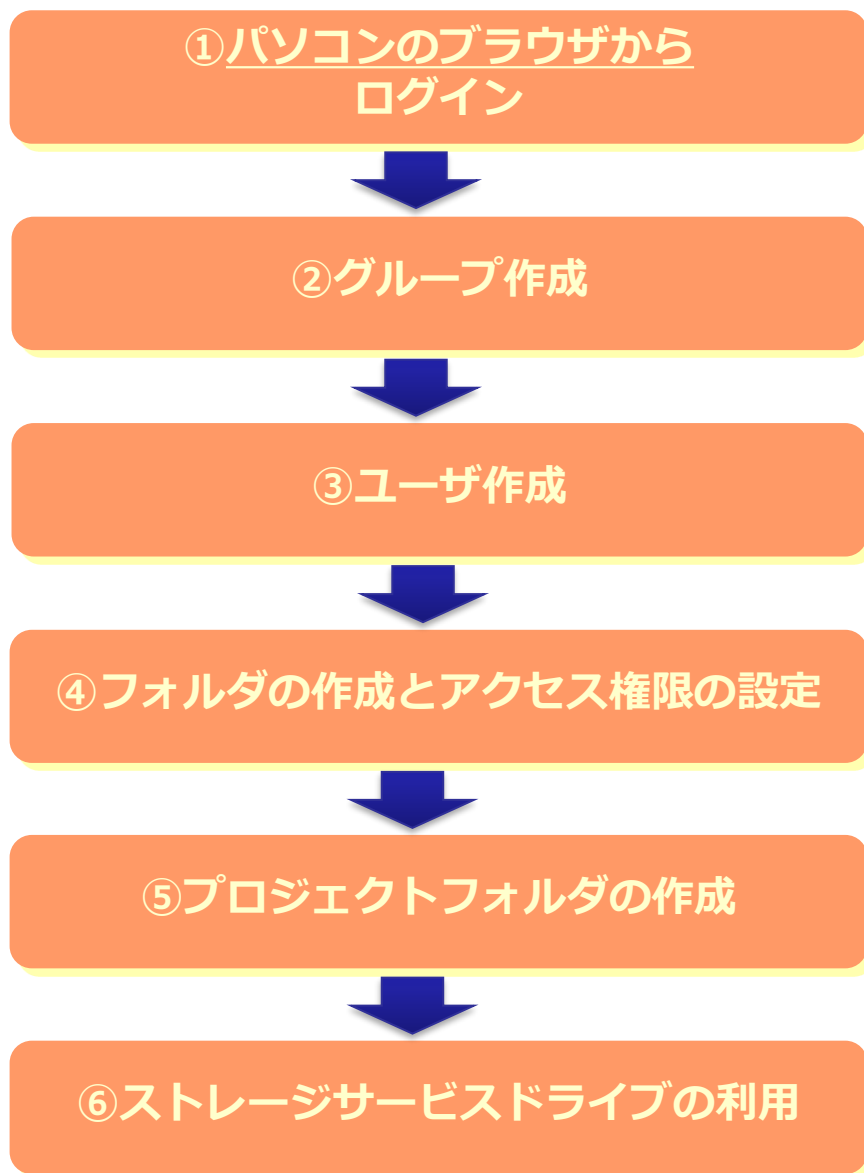 ①パソコンのブラウザから
ログイン
②グループ作成
③ユーザ作成
④フォルダの作成とアクセス権限の設定
⑤プロジェクトフォルダの作成
⑥ストレージサービスドライブの利用